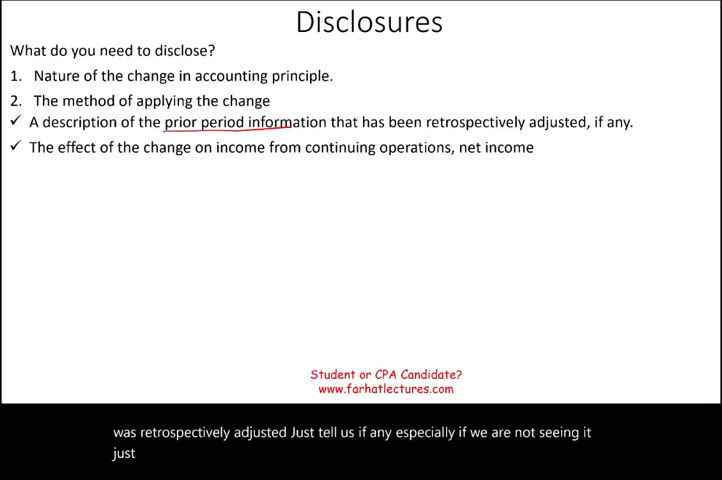 Disclosures
What do you need to disclose?
1. Nature of the change in accounting principle.
2. The method of applying the change
✓ A description of the prior period information that has been retrospectively adjusted, if any.
✓ The effect of the change on income from continuing operations, net income
Student or CPA Candidate?
www.farhatlectures.com
was retrospectively adjusted Just tell us if any especially if we are not seeing it
just